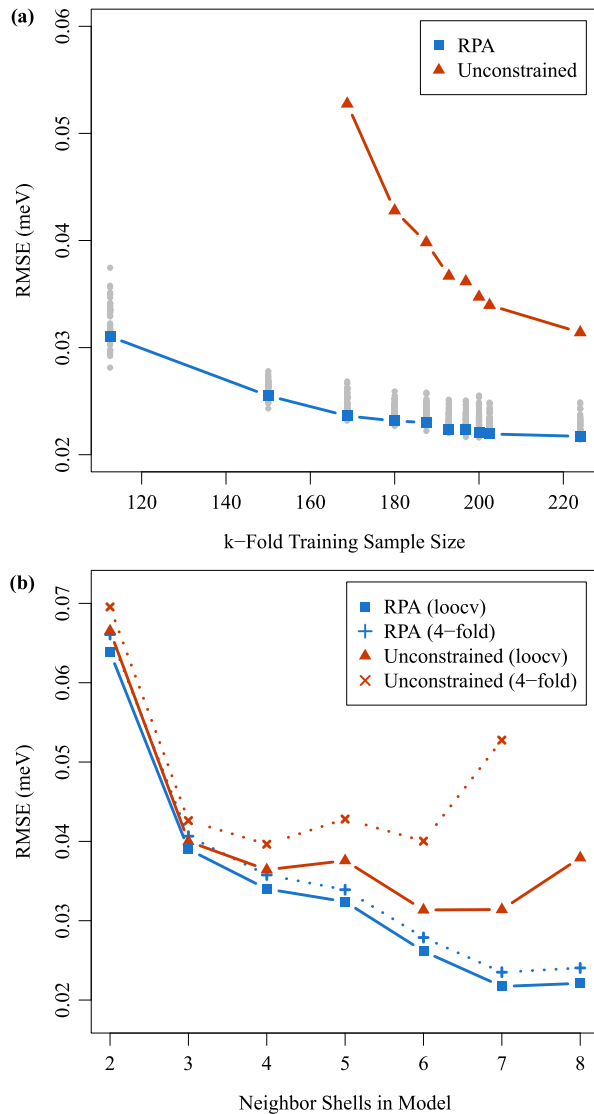 (a)
RPA
Unconstrained
RMSE (meV)
0.06
0.05
0.04
0.03
0.02
120 140 160 180 200 220
k−Fold Training Sample Size
(b)
RPA (loocv)
RPA (4−fold)
Unconstrained (loocv)
Unconstrained (4−fold)
RMSE (meV)
0.07
0.06
0.05
0.04
0.03
0.02
2 3 4 5 6 7 8
Neighbor Shells in Model